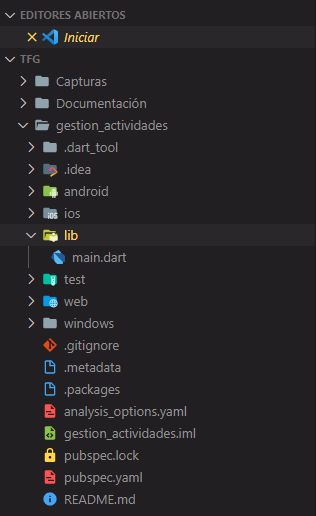 EDITORES ABIERTOS
Iniciar
TFG
Capturas
Documentación
gestion_actividades
.dart_tool
.idea
android
ios
lib
main.dart
test
web
windows
.gitignore
.metadata
.packages
analysis_options.yaml
gestion_actividades.iml
pubspec.lock
pubspec.yaml
README.md